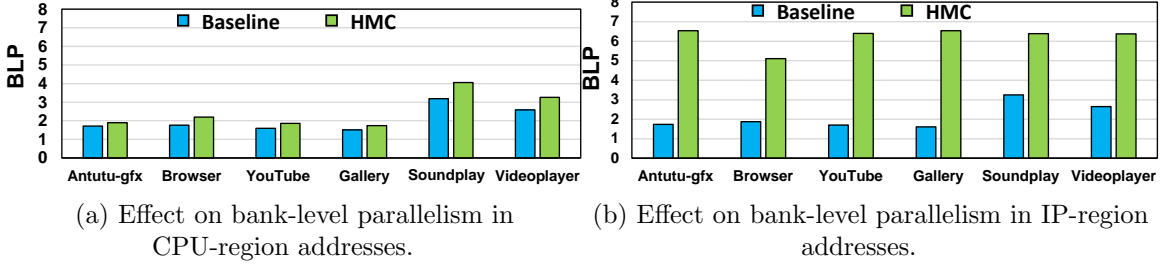 8
7
6
5
4
3
2
1
0
BLP
Baseline HMC
Antutu-gfx Browser YouTube Gallery Soundplay Videoplayer
(a) Effect on bank-level parallelism in
CPU-region addresses.
8
7
6
5
4
3
2
1
0
BLP
Baseline HMC
Antutu-gfx Browser YouTube Gallery Soundplay Videoplayer
(b) Effect on bank-level parallelism in IP-region
addresses.